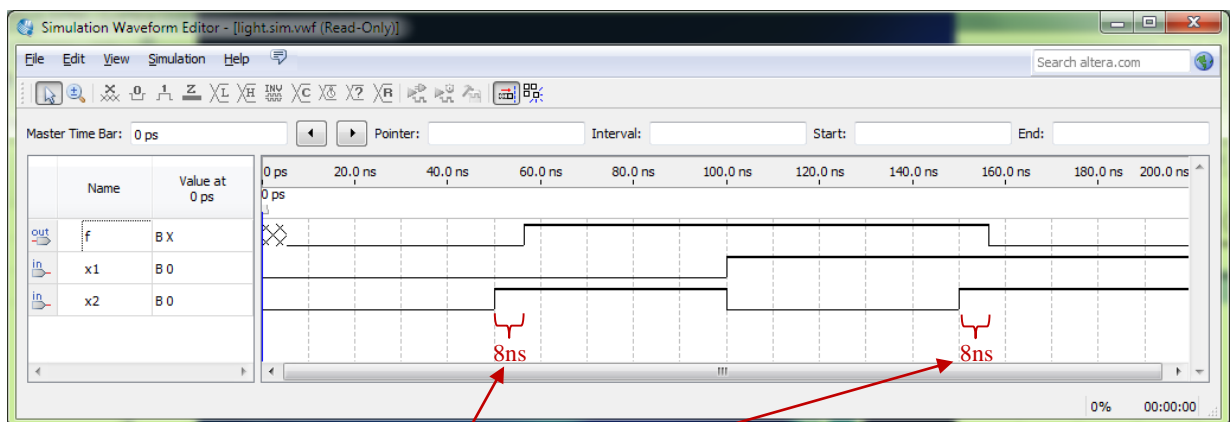 Simulation Waveform Editor - [light.sim.vwf (Read-Only)]
File Edit View Simulation Help
Search altera.com
Master Time Bar: 0 ps Pointer: Interval: Start: End:
Name Value at 0 ps
0 ps 20.0 ns 40.0 ns 60.0 ns 80.0 ns 100.0 ns 120.0 ns 140.0 ns 160.0 ns 180.0 ns 200.0 ns
0 ps
out f B X
in x1 B 0
in x2 B 0
8ns 8ns
0% 00:00:00